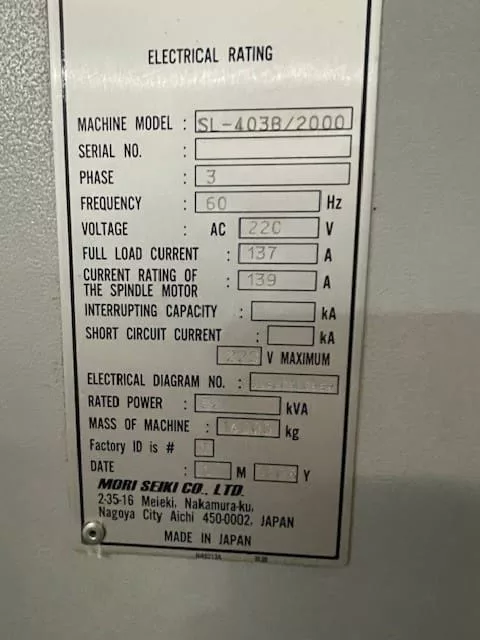 ELECTRICAL RATING
MACHINE MODEL : SL-403B/2000
SERIAL NO. :
PHASE : 3
FREQUENCY : 60 Hz
VOLTAGE : AC 220 V
FULL LOAD CURRENT : 137 A
CURRENT RATING OF
THE SPINDLE MOTOR : 139 A
INTERRUPTING CAPACITY : kA
SHORT CIRCUIT CURRENT : kA
V MAXIMUM
ELECTRICAL DIAGRAM NO. :
RATED POWER : kVA
MASS OF MACHINE : kg
Factory ID is #
DATE : M Y
MORI SEIKI CO., LTD.
2-35-16 Meieki, Nakamura-ku,
Nagoya City Aichi 450-0002, JAPAN
MADE IN JAPAN